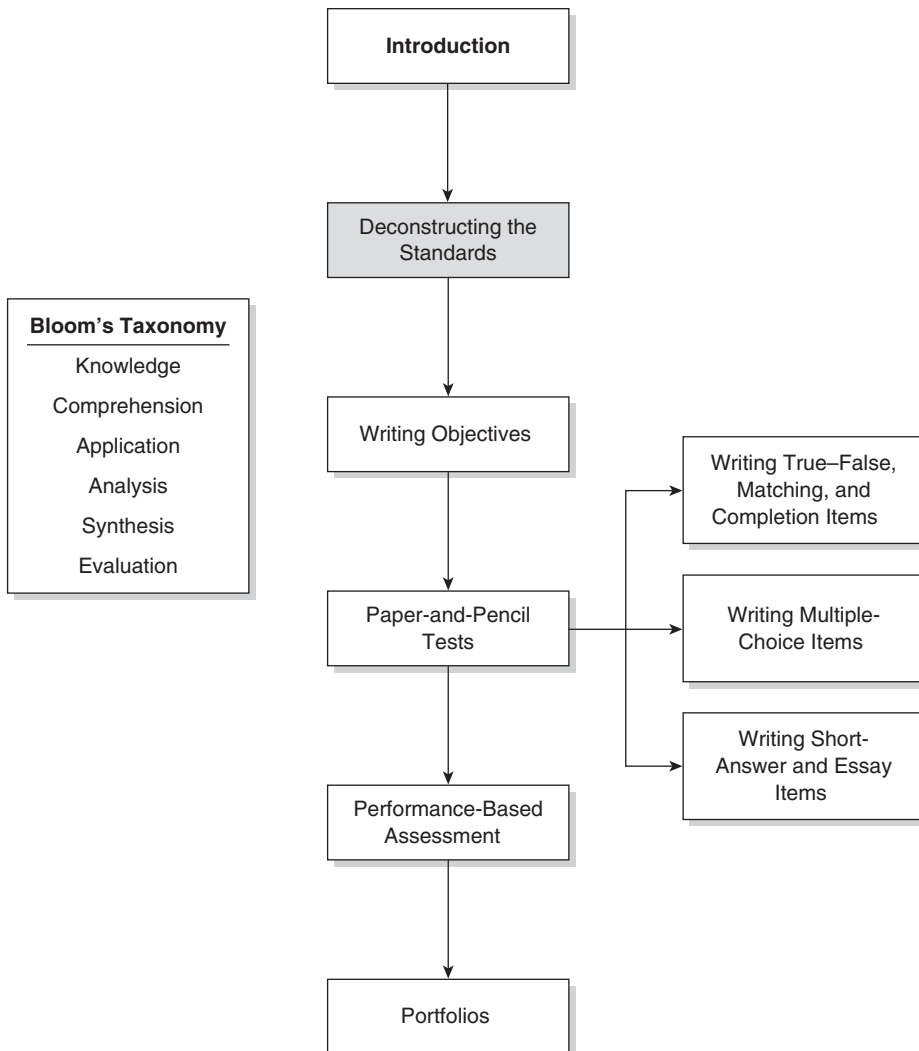 Introduction
Deconstructing the
Standards
Bloom’s Taxonomy
Knowledge
Comprehension
Application
Analysis
Synthesis
Evaluation
Writing Objectives
Paper-and-Pencil
Tests
Writing True–False,
Matching, and
Completion Items
Writing Multiple-
Choice Items
Writing Short-
Answer and Essay
Items
Performance-Based
Assessment
Portfolios